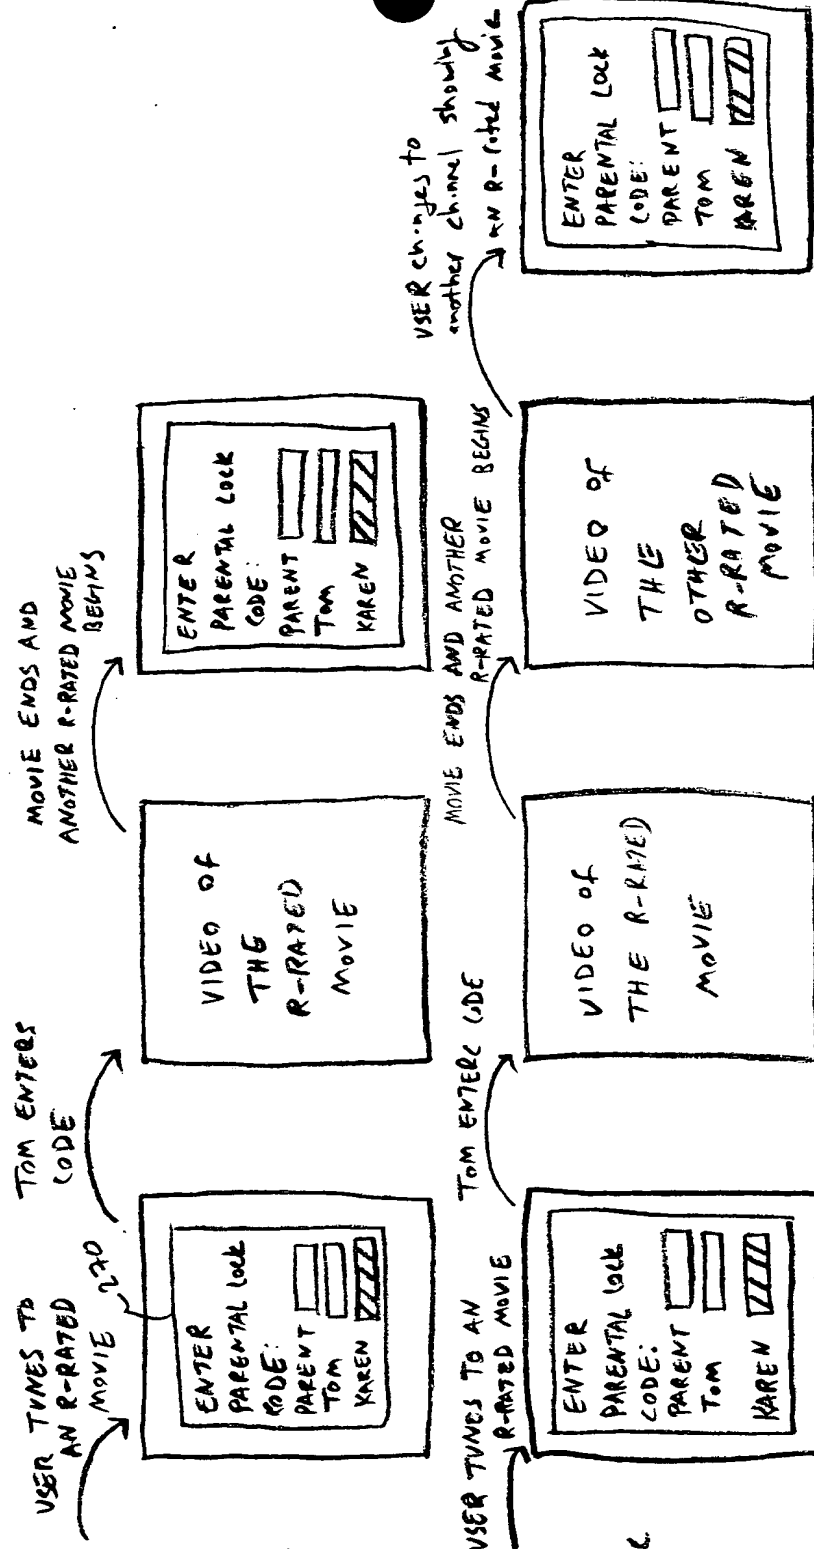 USER TUNES TO
AN R-RATED
MOVIE
270
ENTER
PARENTAL LOCK
CODE:
PARENT
TOM
KAREN
TOM ENTERS
CODE
VIDEO OF
THE
R-RATED
MOVIE
MOVIE ENDS AND
ANOTHER R-RATED MOVIE
BEGINS
ENTER
PARENTAL LOCK
CODE:
PARENT
TOM
KAREN
USER TUNES TO AN
R-RATED MOVIE
ENTER
PARENTAL LOCK
CODE:
PARENT
TOM
KAREN
TOM ENTERS CODE
VIDEO OF
THE R-RATED
MOVIE
MOVIE ENDS AND ANOTHER
R-RATED MOVIE BEGINS
VIDEO OF
THE
OTHER
R-RATED
MOVIE
USER changes to
another channel showing
AN R-rated movie
ENTER
PARENTAL LOCK
CODE:
PARENT
TOM
KAREN